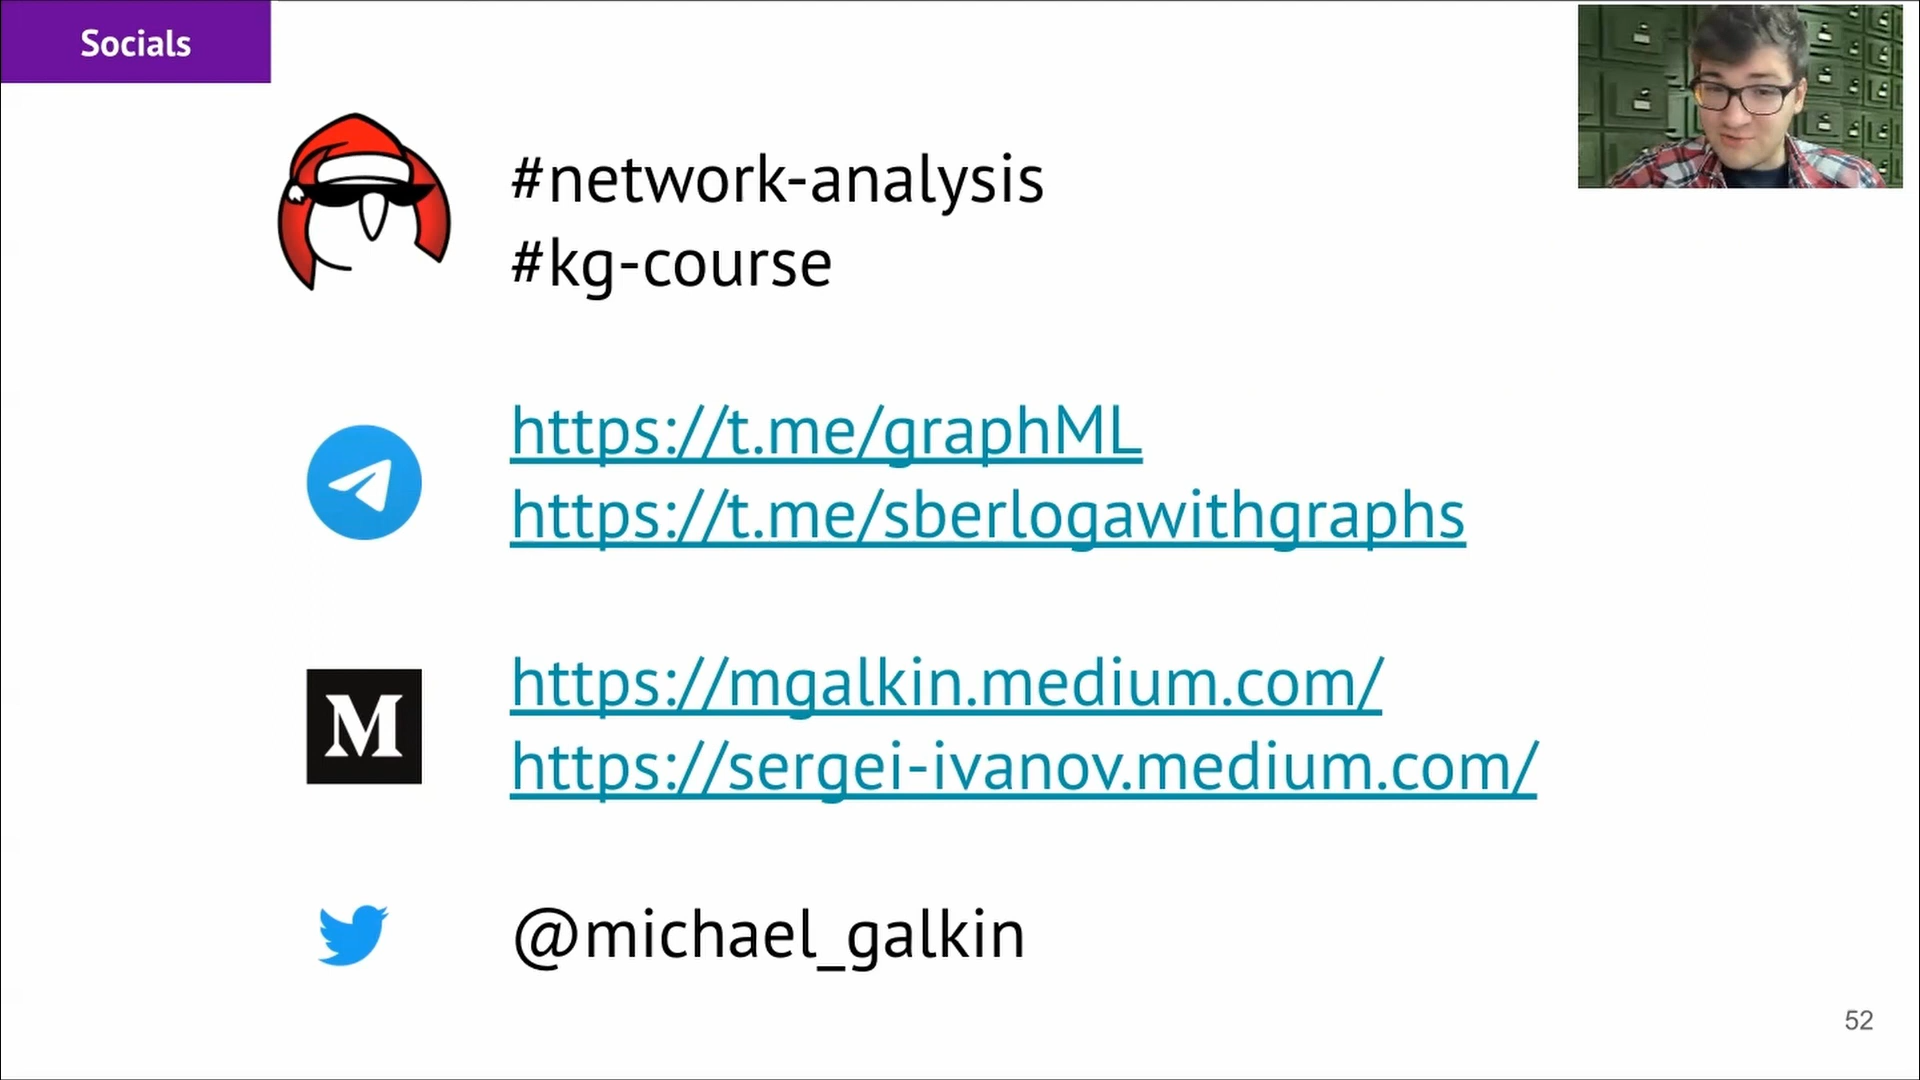 Socials
#network-analysis
#kg-course
https://t.me/graphML
https://t.me/sberlogawithgraphs
M
https://mgalkin.medium.com/
https://sergei-ivanov.medium.com/
@michael_galkin
52